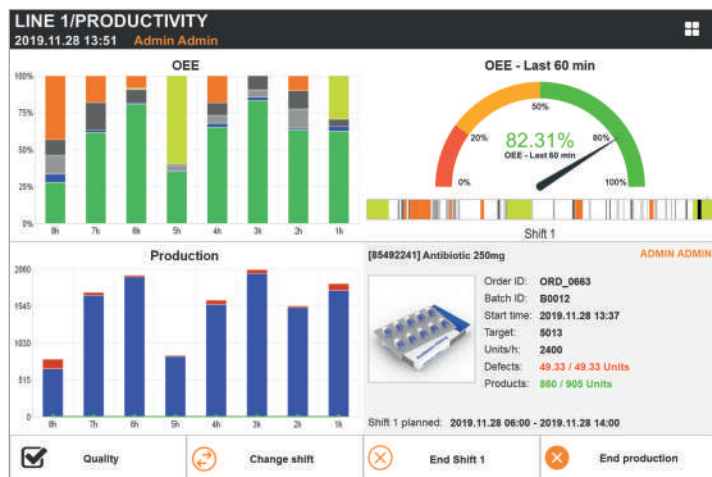 LINE 1/PRODUCTIVITY
2019.11.28 13:51 Admin Admin
OEE
100%
75%
50%
25%
0%
8h 7h 6h 5h 4h 3h 2h 1h
OEE - Last 60 min
0%
20%
50%
80%
100%
82.31%
OEE - Last 60 min
Shift 1
Production
2060
1545
1030
515
0
8h 7h 6h 5h 4h 3h 2h 1h
[85492241] Antibiotic 250mg ADMIN ADMIN
Order ID: ORD_0663
Batch ID: B0012
Start time: 2019.11.28 13:37
Target: 5013
Units/h: 2400
Defects: 49.33 / 49.33 Units
Products: 860 / 905 Units
Shift 1 planned: 2019.11.28 06:00 - 2019.11.28 14:00
Quality Change shift End Shift 1 End production